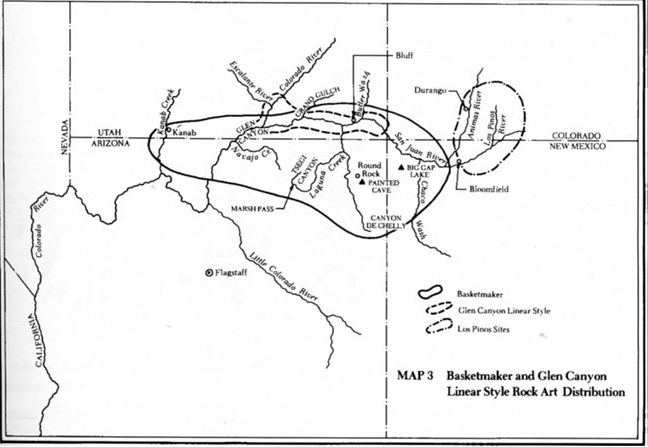 Bluff
Escalante River
Colorado River
GRAND GULCH
Butler Wash
Durango
Animas River
Los Pinos
River
Kanab Creek
Kanab
GLEN
CANYON
NEVADA
UTAH
ARIZONA
San Juan River
COLORADO
NEW MEXICO
Navajo Cr.
TSEGI
CANYON
Laguna Creek
Round
Rock
PAINTED
CAVE
BIG GAP
LAKE
Bloomfield
MARSH PASS
Chaco
Wash
CANYON
DE CHELLY
Colorado
River
Little Colorado River
Flagstaff
CALIFORNIA
Basketmaker
Glen Canyon Linear Style
Los Pinos Sites
MAP 3 Basketmaker and Glen Canyon
Linear Style Rock Art Distribution